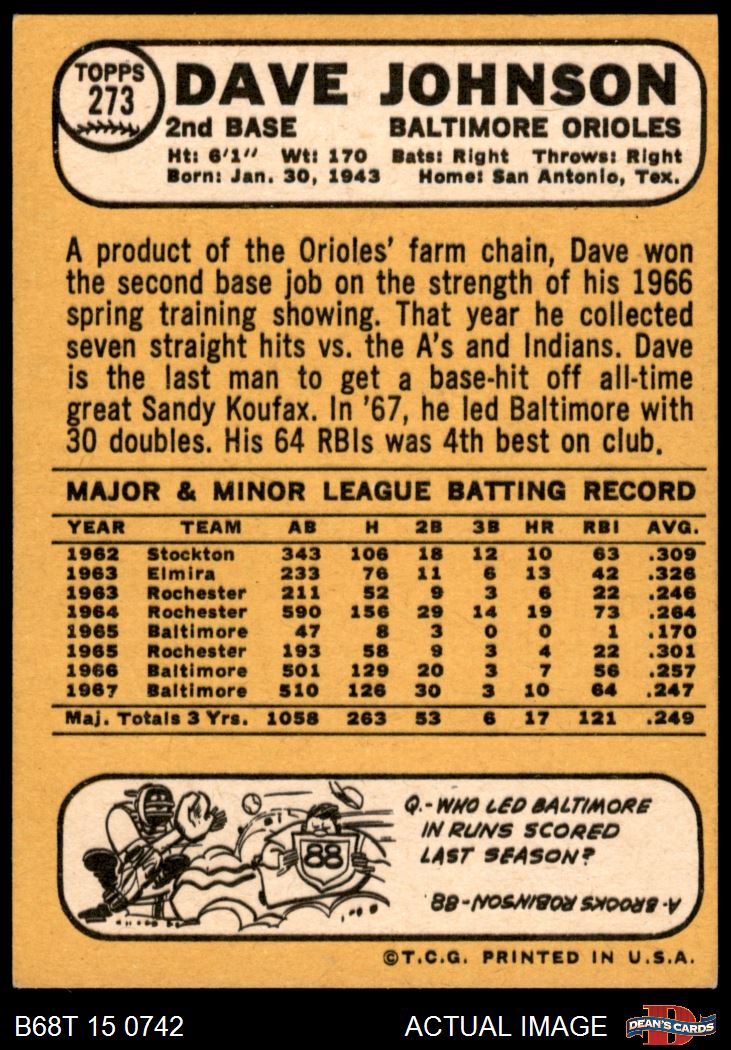 TOPPS
273
DAVE JOHNSON
2nd BASE BALTIMORE ORIOLES
Ht: 6'1" Wt: 170 Bats: Right Throws: Right
Born: Jan. 30, 1943 Home: San Antonio, Tex.
A product of the Orioles' farm chain, Dave won
the second base job on the strength of his 1966
spring training showing. That year he collected
seven straight hits vs. the A's and Indians. Dave
is the last man to get a base-hit off all-time
great Sandy Koufax. In '67, he led Baltimore with
30 doubles. His 64 RBIs was 4th best on club.
MAJOR & MINOR LEAGUE BATTING RECORD
YEAR TEAM AB H 2B 3B HR RBI AVG.
1962 Stockton 343 106 18 12 10 63 .309
1963 Elmira 233 76 11 6 13 42 .326
1963 Rochester 211 52 9 3 6 22 .246
1964 Rochester 590 156 29 14 19 73 .264
1965 Baltimore 47 8 3 0 0 1 .170
1965 Rochester 193 58 9 3 4 22 .301
1966 Baltimore 501 129 20 3 7 56 .257
1967 Baltimore 510 126 30 3 10 64 .247
Maj. Totals 3 Yrs. 1058 263 53 6 17 121 .249
88
Q.-WHO LED BALTIMORE
IN RUNS SCORED
LAST SEASON?
A-BROOKS ROBINSON-88
©T.C.G. PRINTED IN U.S.A.
B68T 15 0742 ACTUAL IMAGE
D
DEAN'S CARDS